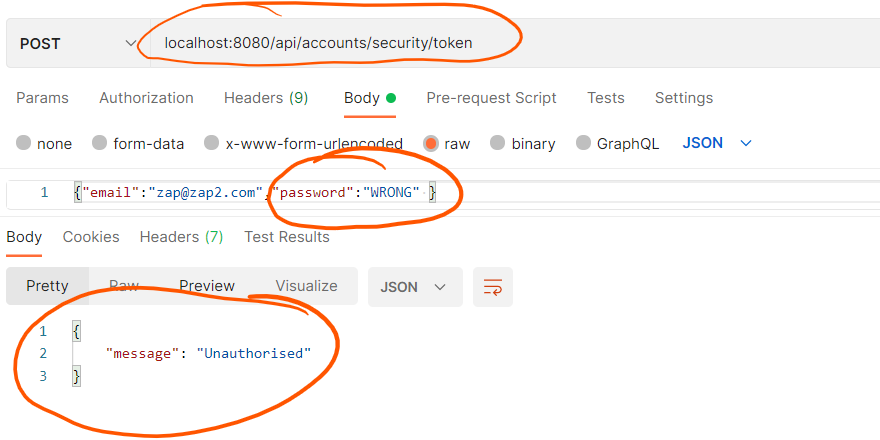 POST localhost:8080/api/accounts/security/token
Params Authorization Headers (9) Body Pre-request Script Tests Settings
none form-data x-www-form-urlencoded raw binary GraphQL JSON
1 {"email":"zap@zap2.com","password":"WRONG" }
Body Cookies Headers (7) Test Results
Pretty Raw Preview Visualize JSON
1 {
2 "message": "Unauthorised"
3 }